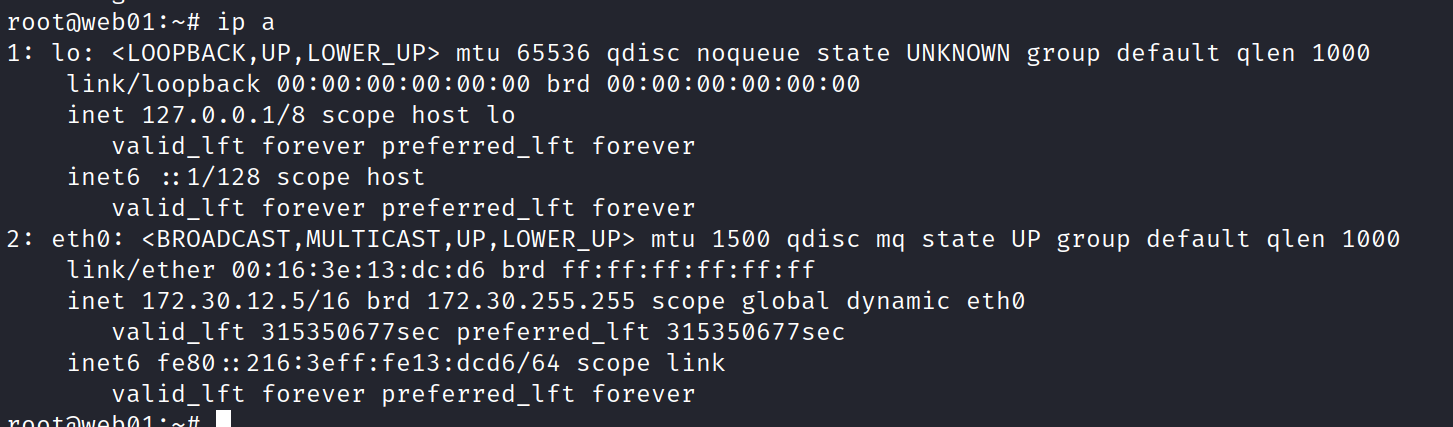 root@web01:~# ip a
1: lo: <LOOPBACK,UP,LOWER_UP> mtu 65536 qdisc noqueue state UNKNOWN group default qlen 1000
    link/loopback 00:00:00:00:00:00 brd 00:00:00:00:00:00
    inet 127.0.0.1/8 scope host lo
       valid_lft forever preferred_lft forever
    inet6 ::1/128 scope host
       valid_lft forever preferred_lft forever
2: eth0: <BROADCAST,MULTICAST,UP,LOWER_UP> mtu 1500 qdisc mq state UP group default qlen 1000
    link/ether 00:16:3e:13:dc:d6 brd ff:ff:ff:ff:ff:ff
    inet 172.30.12.5/16 brd 172.30.255.255 scope global dynamic eth0
       valid_lft 315350677sec preferred_lft 315350677sec
    inet6 fe80::216:3eff:fe13:dcd6/64 scope link
       valid_lft forever preferred_lft forever
root@web01:~#